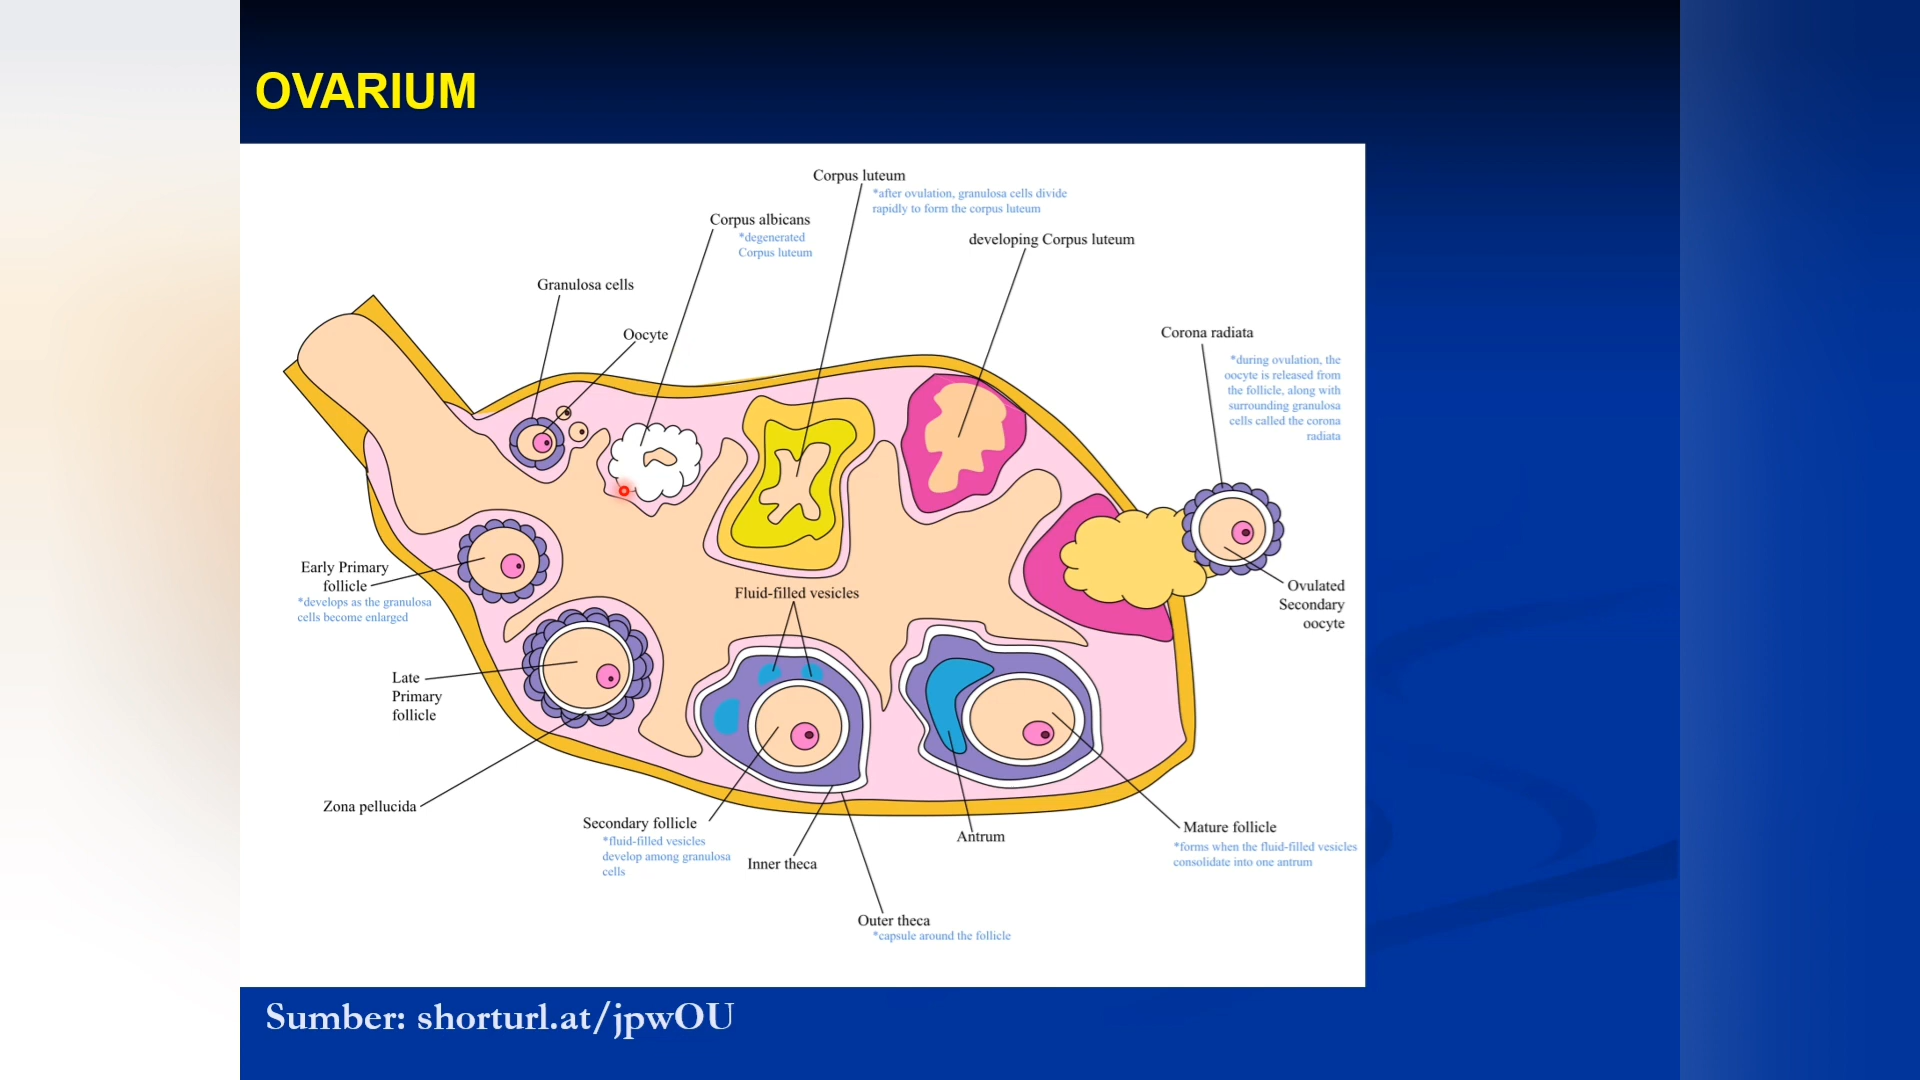 OVARIUM
Corpus luteum
*after ovulation, granulosa cells divide
rapidly to form the corpus luteum
Corpus albicans
*degenerated
Corpus luteum
developing Corpus luteum
Granulosa cells
Oocyte
Corona radiata
*during ovulation, the
oocyte is released from
the follicle, along with
surrounding granulosa
cells called the corona
radiata
Early Primary
follicle
*develops as the granulosa
cells become enlarged
Fluid-filled vesicles
Ovulated
Secondary
oocyte
Late
Primary
follicle
Zona pellucida
Secondary follicle
*fluid-filled vesicles
develop among granulosa
cells
Inner theca
Antrum
Mature follicle
*forms when the fluid-filled vesicles
consolidate into one antrum
Outer theca
*capsule around the follicle
Sumber: shorturl.at/jpwOU